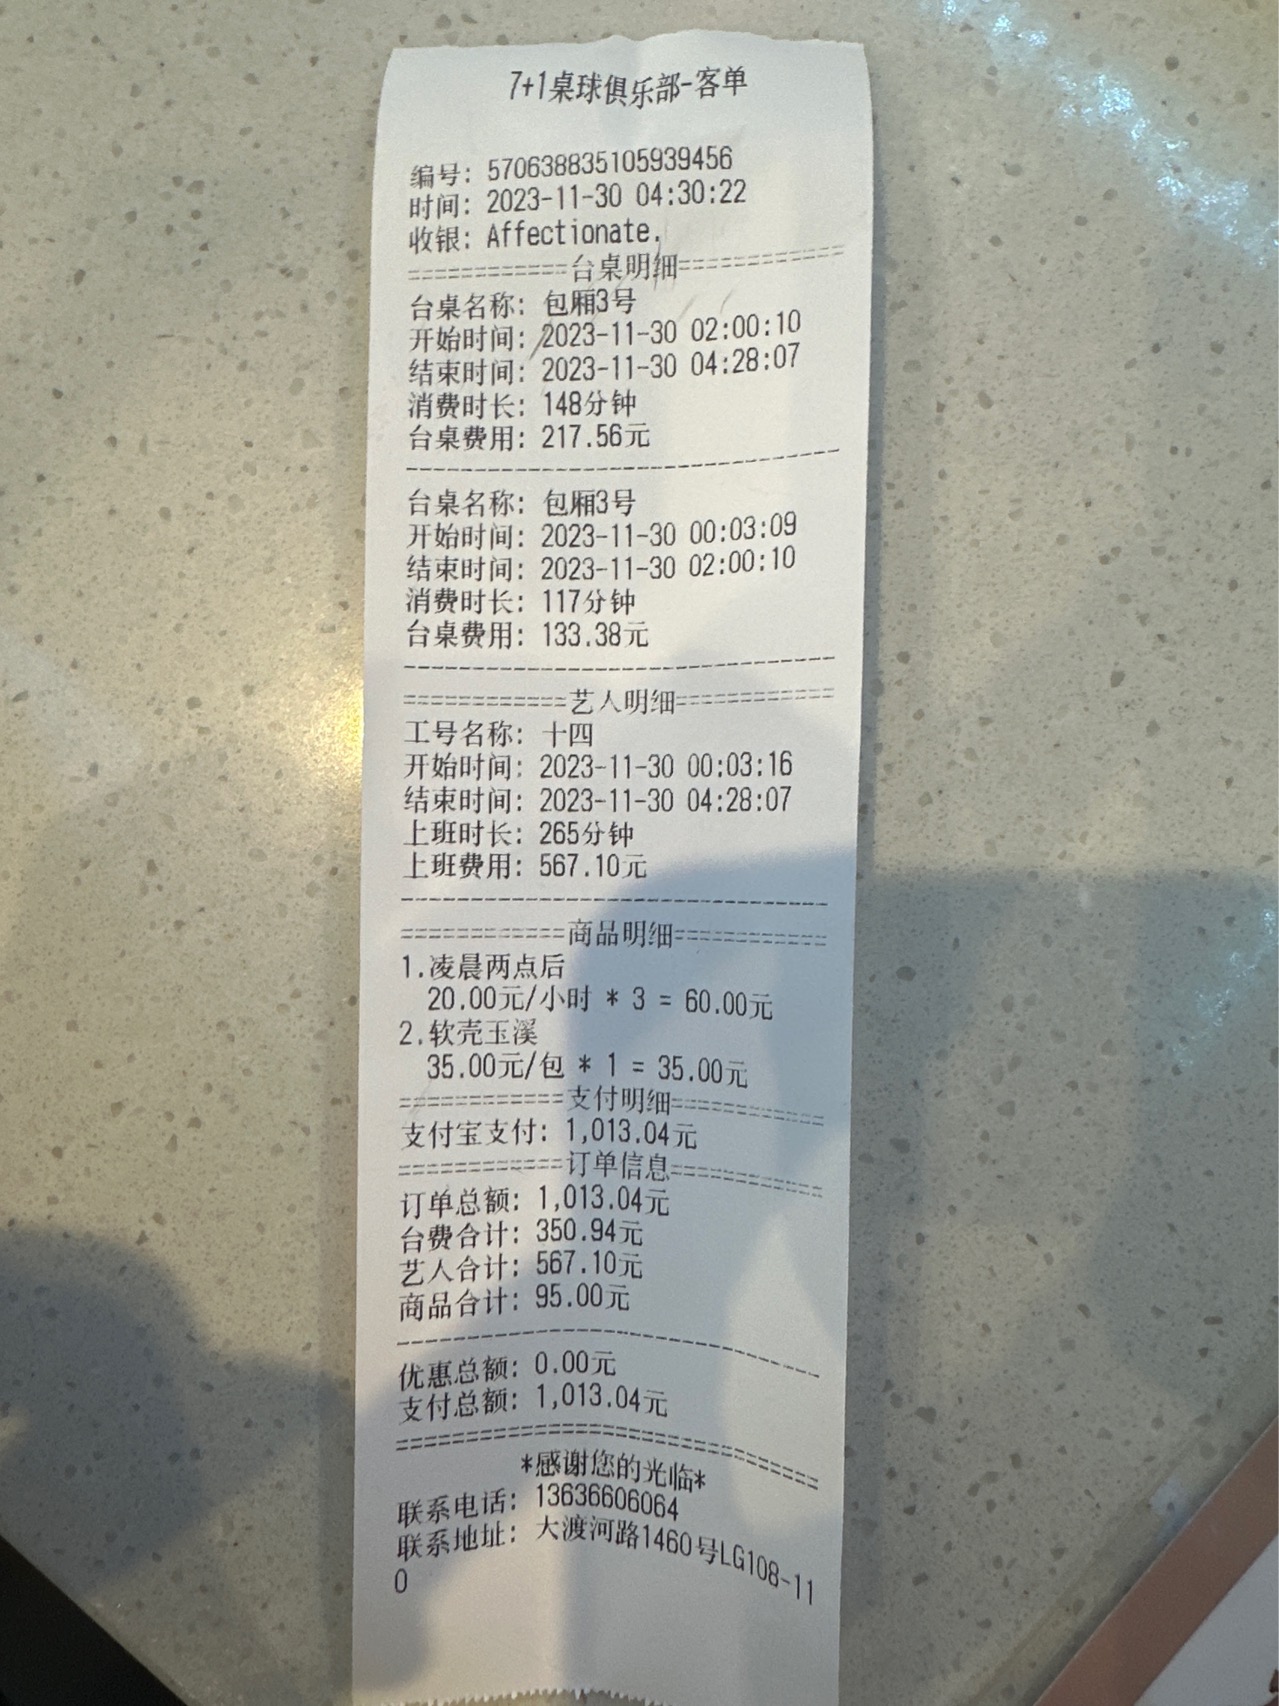 7+1桌球俱乐部-客单
编号: 570638835105939456
时间: 2023-11-30 04:30:22
收银: Affectionate.
============台桌明细============
台桌名称: 包厢3号
开始时间: 2023-11-30 02:00:10
结束时间: 2023-11-30 04:28:07
消费时长: 148分钟
台桌费用: 217.56元
--------------------------------
台桌名称: 包厢3号
开始时间: 2023-11-30 00:03:09
结束时间: 2023-11-30 02:00:10
消费时长: 117分钟
台桌费用: 133.38元
--------------------------------
============艺人明细============
工号名称: 十四
开始时间: 2023-11-30 00:03:16
结束时间: 2023-11-30 04:28:07
上班时长: 265分钟
上班费用: 567.10元
--------------------------------
============商品明细============
1.凌晨两点后
20.00元/小时 * 3 = 60.00元
2.软壳玉溪
35.00元/包 * 1 = 35.00元
============支付明细============
支付宝支付: 1,013.04元
============订单信息============
订单总额: 1,013.04元
台费合计: 350.94元
艺人合计: 567.10元
商品合计: 95.00元
--------------------------------
优惠总额: 0.00元
支付总额: 1,013.04元
================================
*感谢您的光临*
联系电话: 13636606064
联系地址: 大渡河路1460号LG108-11
0